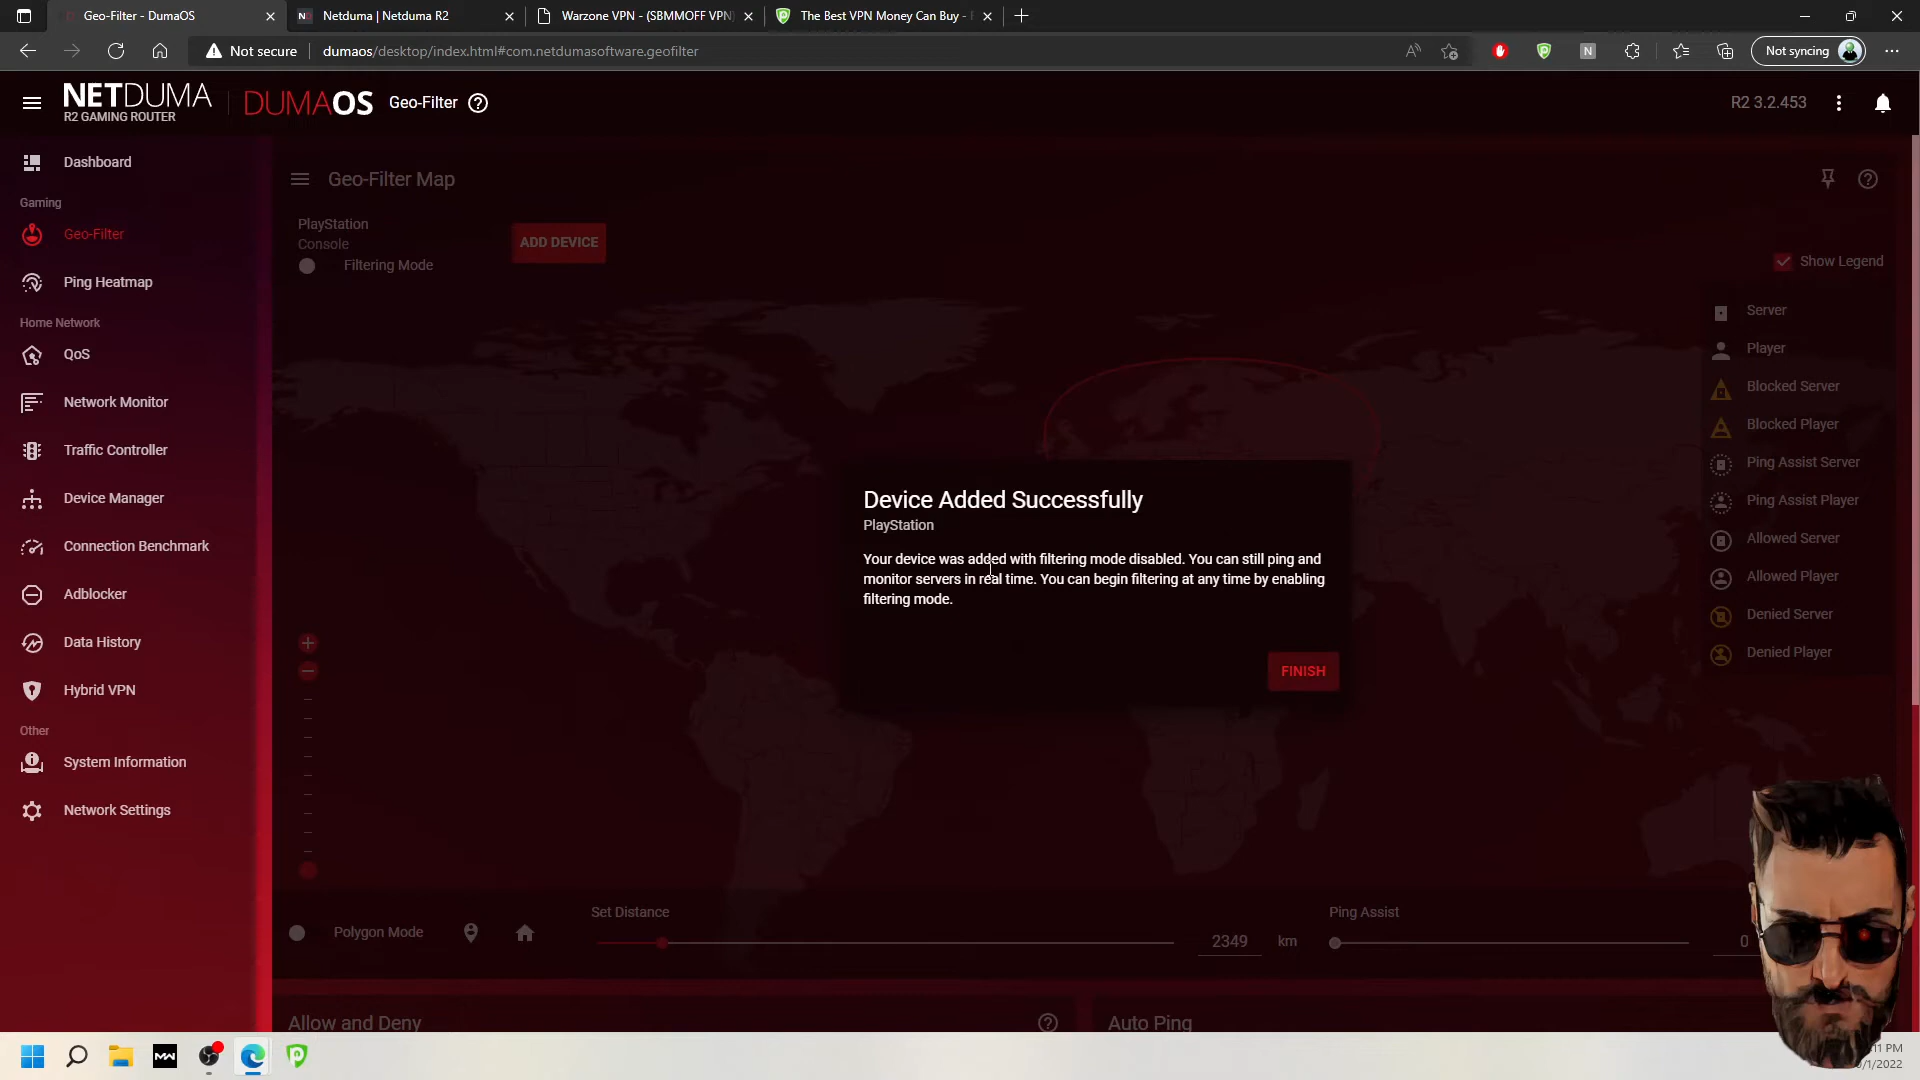 Geo-Filter - DumaOS
Netduma | Netduma R2
Warzone VPN - (SBMMOFF VPN)
The Best VPN Money Can Buy -
Not secure
dumaos/desktop/index.html#com.netdumasoftware.geofilter
Not syncing
NETDUMA
R2 GAMING ROUTER
DUMAOS
Geo-Filter
R2 3.2.453
Dashboard
Gaming
Geo-Filter
Ping Heatmap
Home Network
QoS
Network Monitor
Traffic Controller
Device Manager
Connection Benchmark
Adblocker
Data History
Hybrid VPN
Other
System Information
Network Settings
Geo-Filter Map
PlayStation
Console
Filtering Mode
ADD DEVICE
Show Legend
Server
Player
Blocked Server
Blocked Player
Ping Assist Server
Ping Assist Player
Allowed Server
Allowed Player
Denied Server
Denied Player
Device Added Successfully
PlayStation
Your device was added with filtering mode disabled. You can still ping and
monitor servers in real time. You can begin filtering at any time by enabling
filtering mode.
FINISH
Polygon Mode
Set Distance
2349 km
Ping Assist
0
Allow and Deny
Auto Ping
11 PM
/1/2022